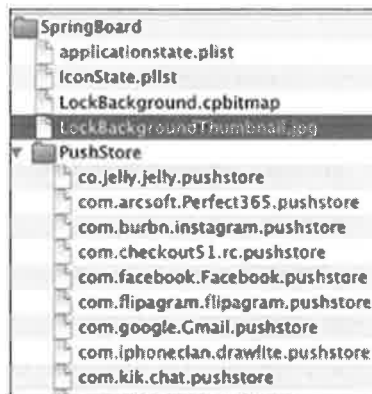 SpringBoard
applicationstate.plist
IconState.plist
LockBackground.cpbitmap
LockBackgroundThumbnail.jpg
PushStore
co.jelly.jelly.pushstore
com.arcsoft.Perfect365.pushstore
com.burbn.instagram.pushstore
com.checkout51.rc.pushstore
com.facebook.Facebook.pushstore
com.flipagram.flipagram.pushstore
com.google.Gmail.pushstore
com.iphoneclan.drawlite.pushstore
com.kik.chat.pushstore